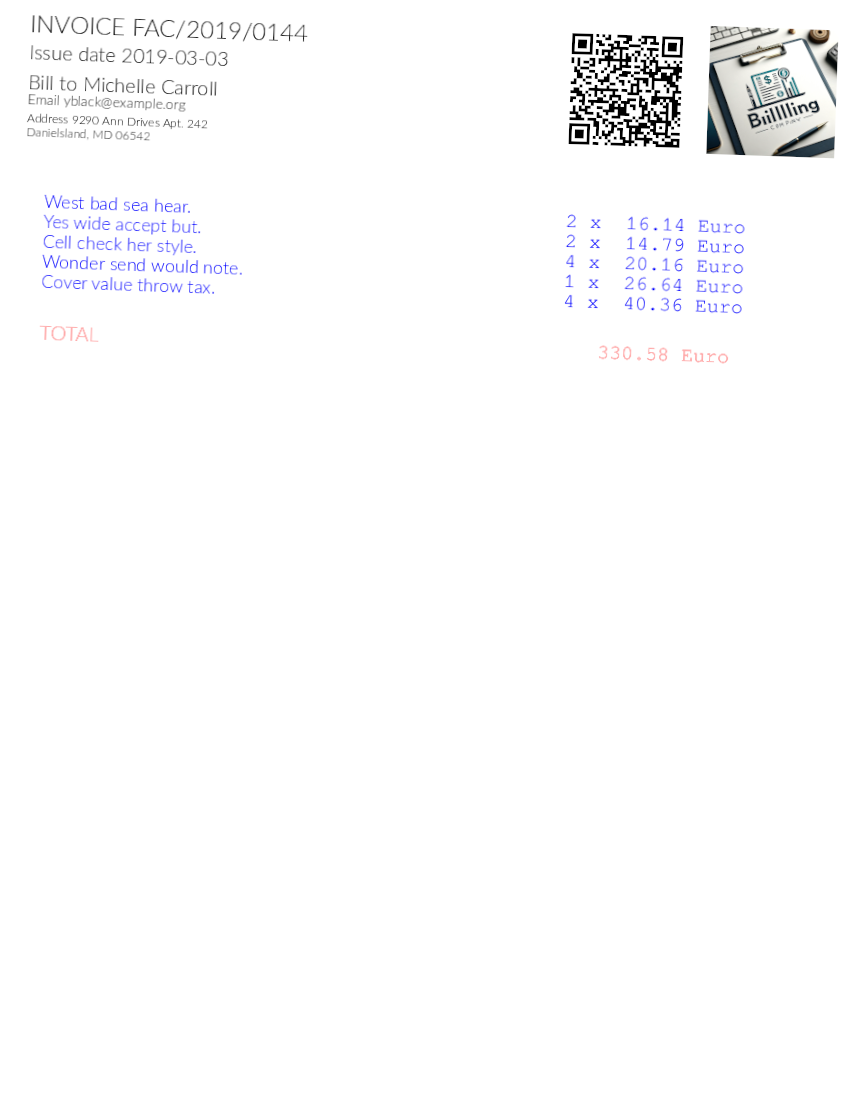 INVOICE FAC/2019/0144
Issue date 2019-03-03
Bill to Michelle Carroll
Email yblack@example.org
Address 9290 Ann Drives Apt. 242
Danielsland, MD 06542
Billllling
COMPANY
West bad sea hear. 2 x 16.14 Euro
Yes wide accept but. 2 x 14.79 Euro
Cell check her style. 4 x 20.16 Euro
Wonder send would note. 1 x 26.64 Euro
Cover value throw tax. 4 x 40.36 Euro
TOTAL 330.58 Euro